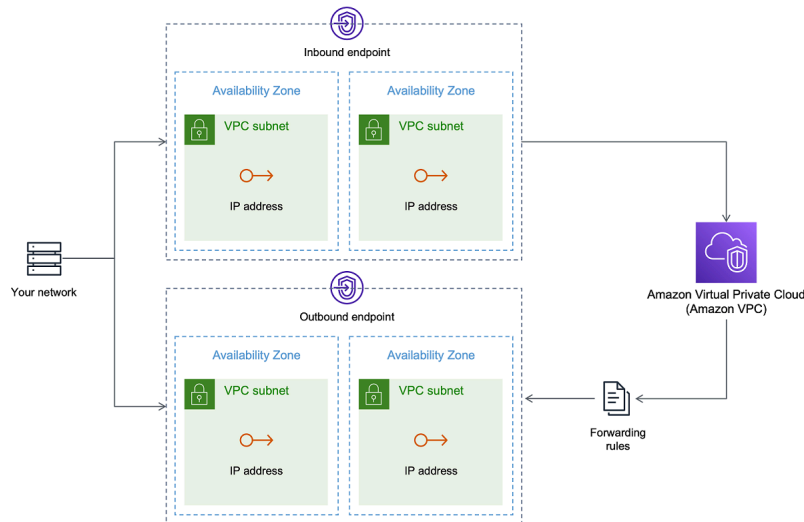 Inbound endpoint
Availability Zone
Availability Zone
VPC subnet
VPC subnet
IP address
IP address
Your network
Amazon Virtual Private Cloud
(Amazon VPC)
Outbound endpoint
Availability Zone
Availability Zone
VPC subnet
VPC subnet
IP address
IP address
Forwarding
rules